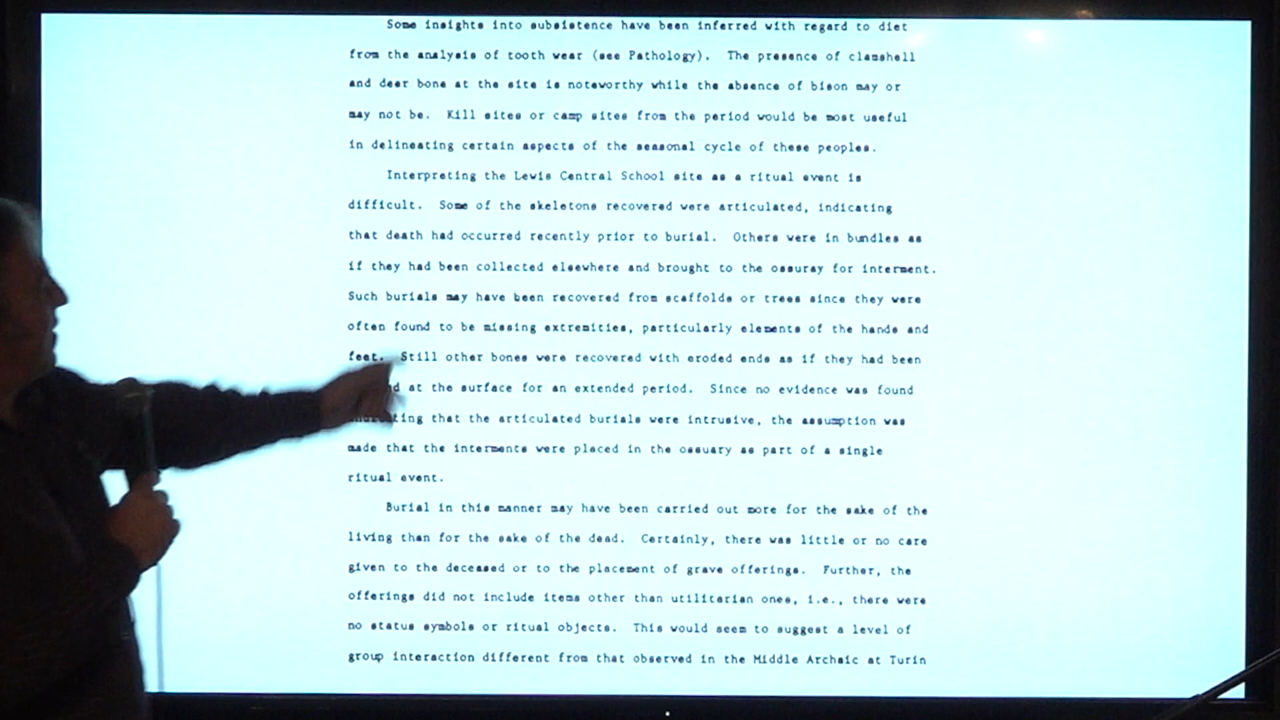 Some insights into subsistence have been inferred with regard to diet
from the analysis of tooth wear (see Pathology). The presence of clamshell
and deer bone at the site is noteworthy while the absence of bison may or
may not be. Kill sites or camp sites from the period would be most useful
in delineating certain aspects of the seasonal cycle of these peoples.
Interpreting the Lewis Central School site as a ritual event is
difficult. Some of the skeletons recovered were articulated, indicating
that death had occurred recently prior to burial. Others were in bundles as
if they had been collected elsewhere and brought to the ossuray for interment.
Such burials may have been recovered from scaffolds or trees since they were
often found to be missing extremities, particularly elements of the hands and
feet. Still other bones were recovered with eroded ends as if they had been
at the surface for an extended period. Since no evidence was found
that the articulated burials were intrusive, the assumption was
made that the interments were placed in the ossuary as part of a single
ritual event.
Burial in this manner may have been carried out more for the sake of the
living than for the sake of the dead. Certainly, there was little or no care
given to the deceased or to the placement of grave offerings. Further, the
offerings did not include items other than utilitarian ones, i.e., there were
no status symbols or ritual objects. This would seem to suggest a level of
group interaction different from that observed in the Middle Archaic at Turin